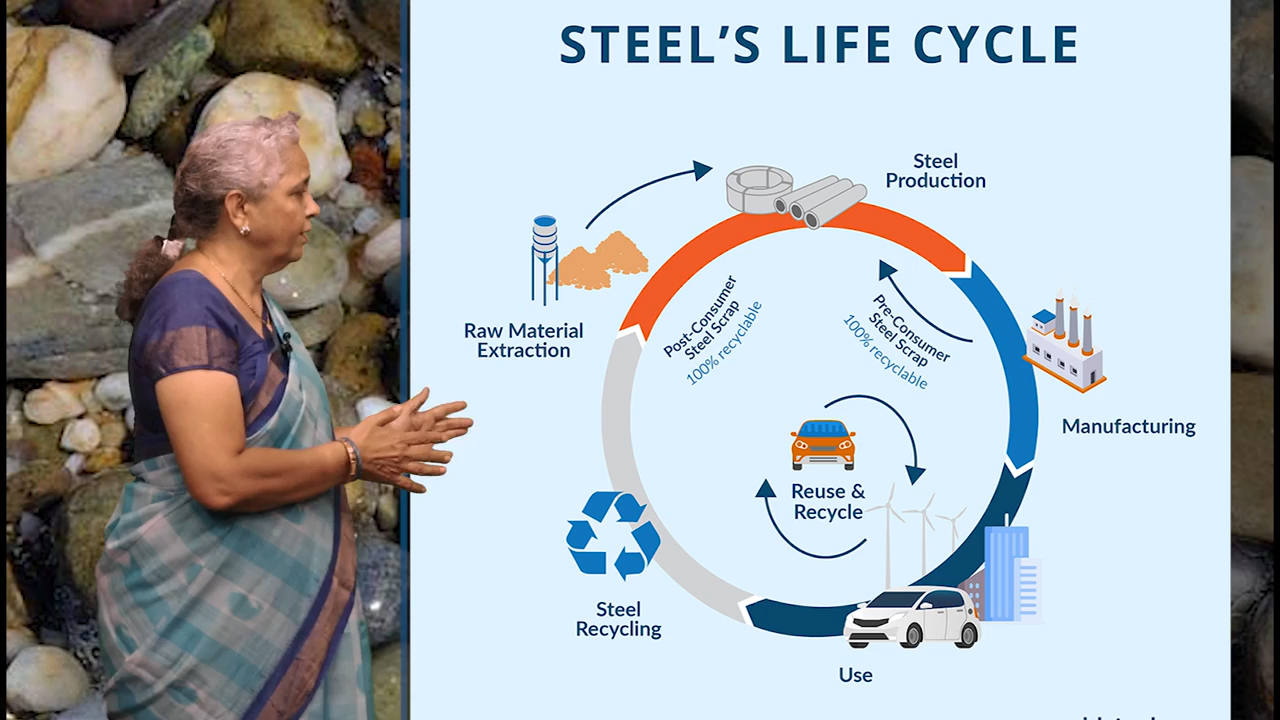 STEEL'S LIFE CYCLE
Steel
Production
Raw Material
Extraction
Post-Consumer
Steel Scrap
100% recyclable
Pre-Consumer
Steel Scrap
100% recyclable
Manufacturing
Reuse &
Recycle
Steel
Recycling
Use